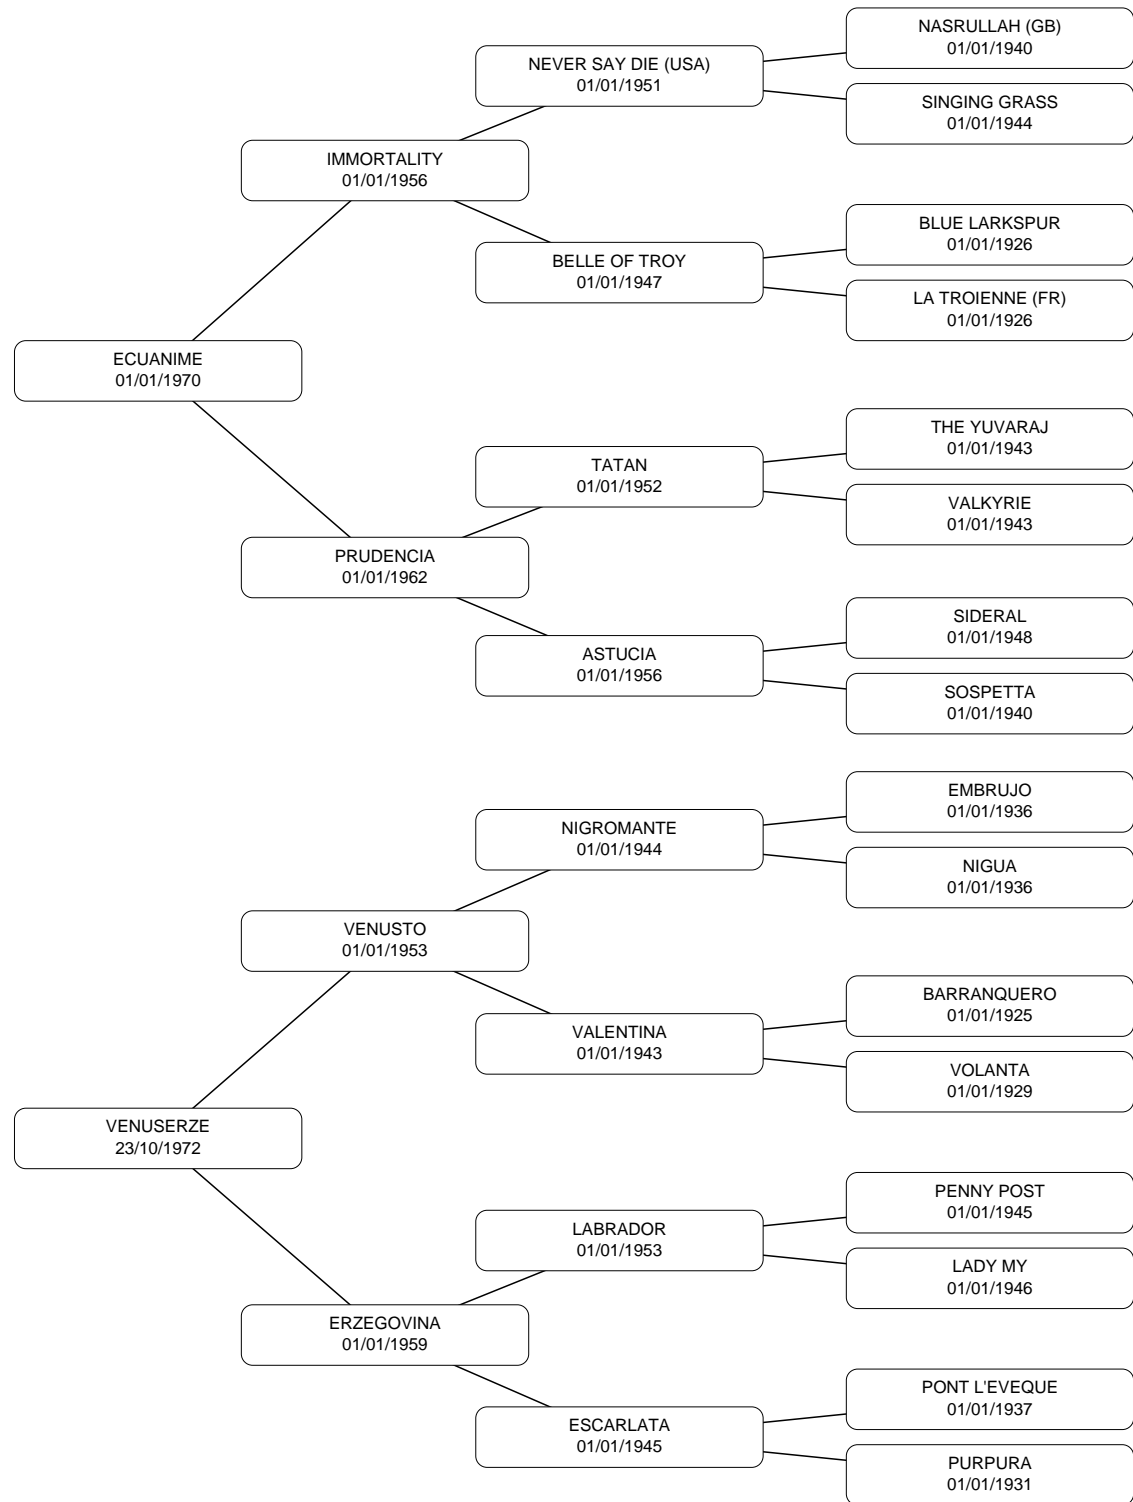 NASRULLAH (GB)
01/01/1940
NEVER SAY DIE (USA)
01/01/1951
SINGING GRASS
01/01/1944
IMMORTALITY
01/01/1956
BLUE LARKSPUR
01/01/1926
BELLE OF TROY
01/01/1947
LA TROIENNE (FR)
01/01/1926
ECUANIME
01/01/1970
THE YUVARAJ
01/01/1943
TATAN
01/01/1952
VALKYRIE
01/01/1943
PRUDENCIA
01/01/1962
SIDERAL
01/01/1948
ASTUCIA
01/01/1956
SOSPETTA
01/01/1940
EMBRUJO
01/01/1936
NIGROMANTE
01/01/1944
NIGUA
01/01/1936
VENUSTO
01/01/1953
BARRANQUERO
01/01/1925
VALENTINA
01/01/1943
VOLANTA
01/01/1929
VENUSERZE
23/10/1972
PENNY POST
01/01/1945
LABRADOR
01/01/1953
LADY MY
01/01/1946
ERZEGOVINA
01/01/1959
PONT L'EVEQUE
01/01/1937
ESCARLATA
01/01/1945
PURPURA
01/01/1931